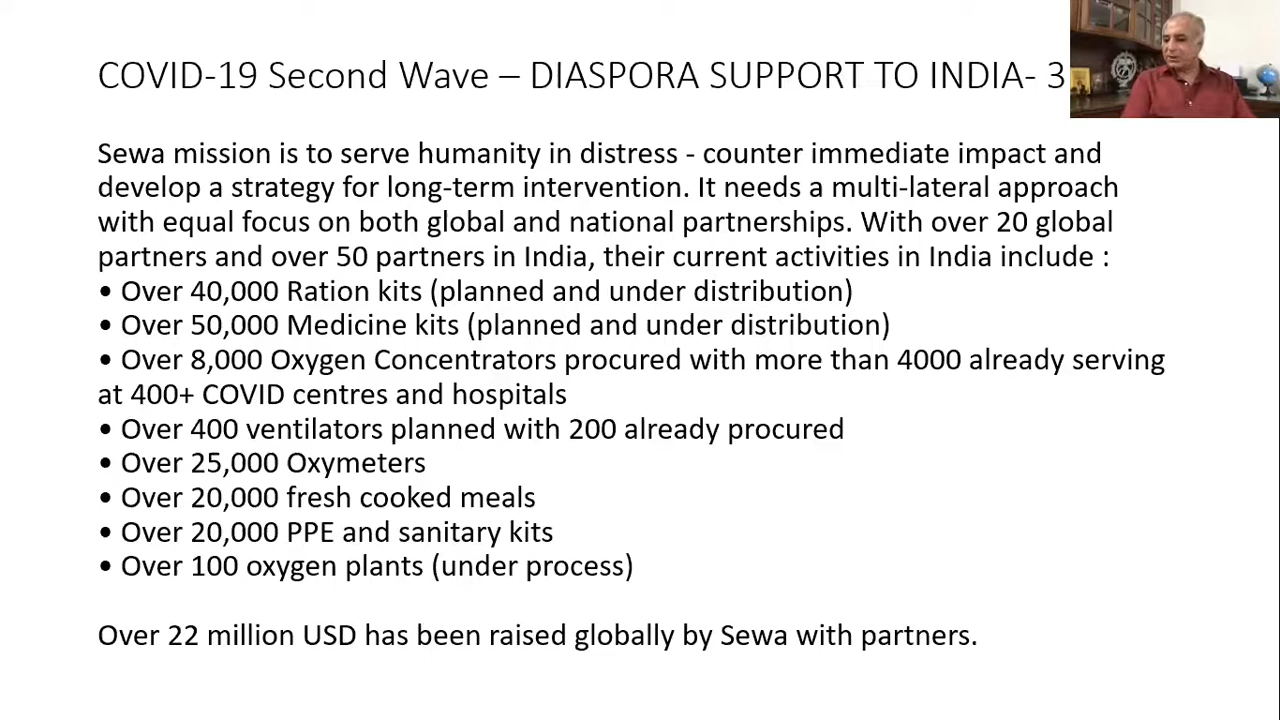 COVID-19 Second Wave – DIASPORA SUPPORT TO INDIA- 3
Sewa mission is to serve humanity in distress - counter immediate impact and
develop a strategy for long-term intervention. It needs a multi-lateral approach
with equal focus on both global and national partnerships. With over 20 global
partners and over 50 partners in India, their current activities in India include :
• Over 40,000 Ration kits (planned and under distribution)
• Over 50,000 Medicine kits (planned and under distribution)
• Over 8,000 Oxygen Concentrators procured with more than 4000 already serving
at 400+ COVID centres and hospitals
• Over 400 ventilators planned with 200 already procured
• Over 25,000 Oxymeters
• Over 20,000 fresh cooked meals
• Over 20,000 PPE and sanitary kits
• Over 100 oxygen plants (under process)
Over 22 million USD has been raised globally by Sewa with partners.